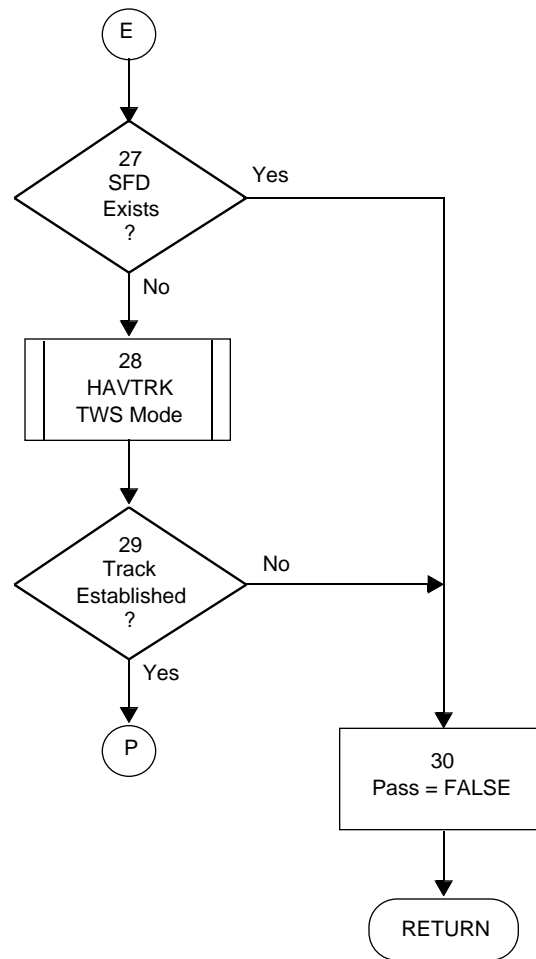 E
27
SFD
Exists
?
Yes
No
28
HAVTRK
TWS Mode
29
Track
Established
?
No
Yes
P
30
Pass = FALSE
RETURN